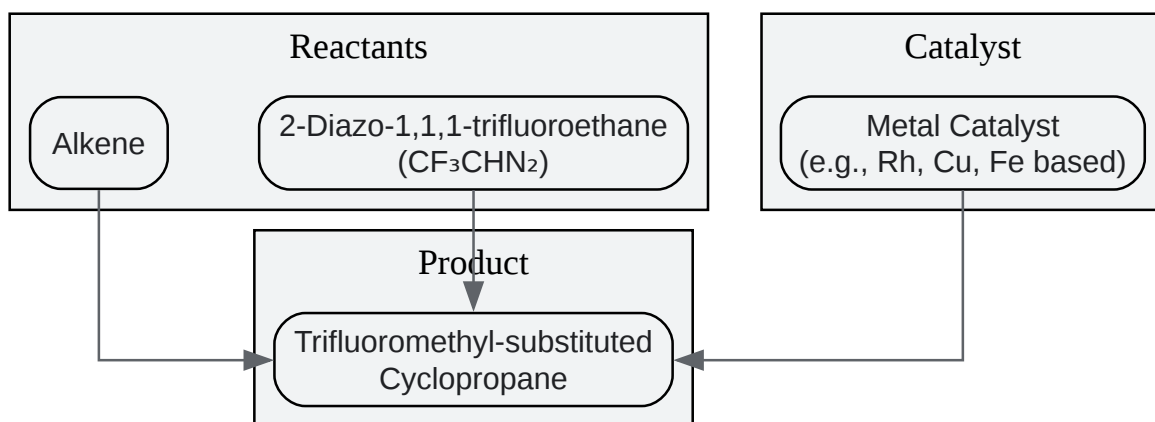 Reactants
Catalyst
Alkene
2-Diazo-1,1,1-trifluoroethane
(CF₃CHN₂)
Metal Catalyst
(e.g., Rh, Cu, Fe based)
Product
Trifluoromethyl-substituted
Cyclopropane